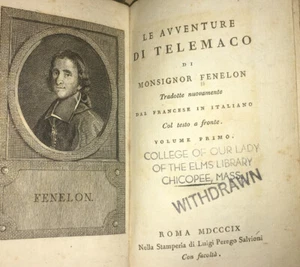 FENELON.
LE AVVENTURE
DI TELEMACO
DI
MONSIGNOR FENELON
Tradotte nuovamente
DAL FRANCESE IN ITALIANO
Col testo a fronte.
VOLUME PRIMO.
COLLEGE OF OUR LADY
OF THE ELMS LIBRARY
CHICOPEE, MASS.
WITHDRAWN
ROMA MDCCCIX
Nella Stamperia di Luigi Perego Salvioni
Con facoltà.